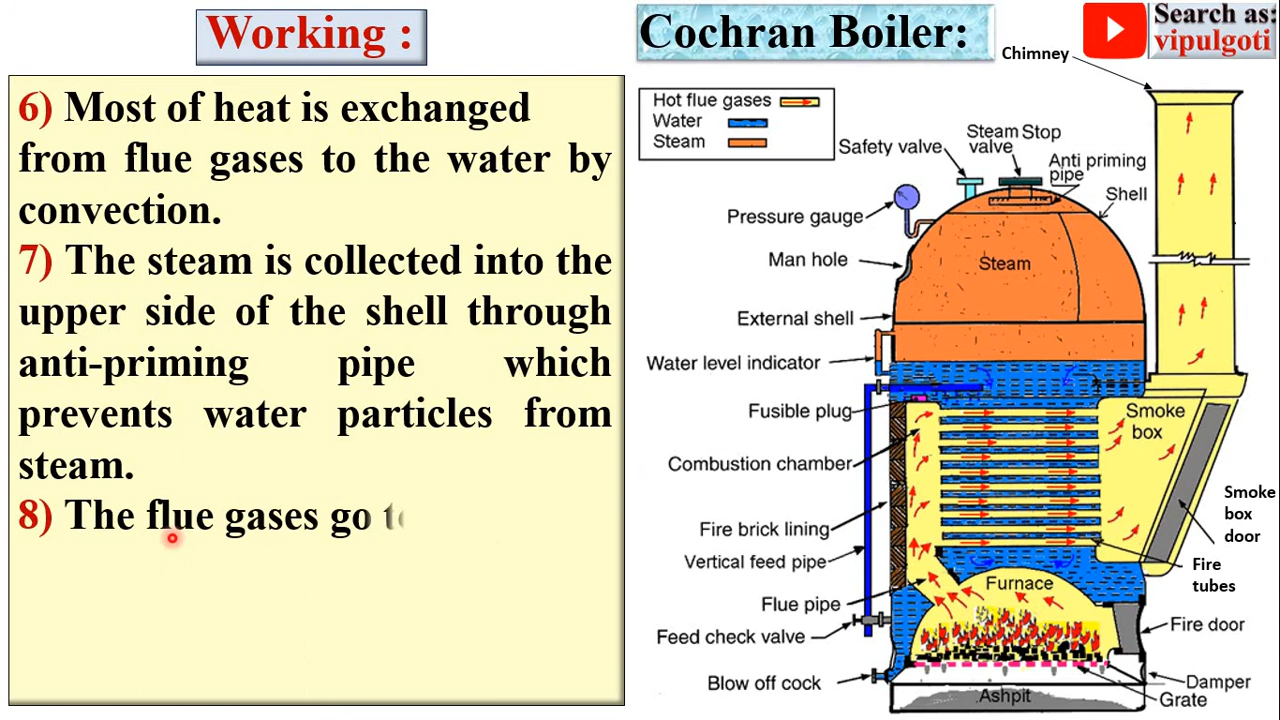 Working :
Cochran Boiler:
Search as:
vipulgoti
6) Most of heat is exchanged
from flue gases to the water by
convection.
7) The steam is collected into the
upper side of the shell through
anti-priming pipe which
prevents water particles from
steam.
8) The flue gases go
Chimney
Hot flue gases
Water
Steam
Safety valve
Steam Stop
valve
Anti priming
pipe
Shell
Pressure gauge
Man hole
Steam
External shell
Water level indicator
Fusible plug
Smoke
box
Combustion chamber
Smoke
box
door
Fire brick lining
Vertical feed pipe
Fire
tubes
Furnace
Flue pipe
Feed check valve
Fire door
Blow off cock
Damper
Grate
Ashpit